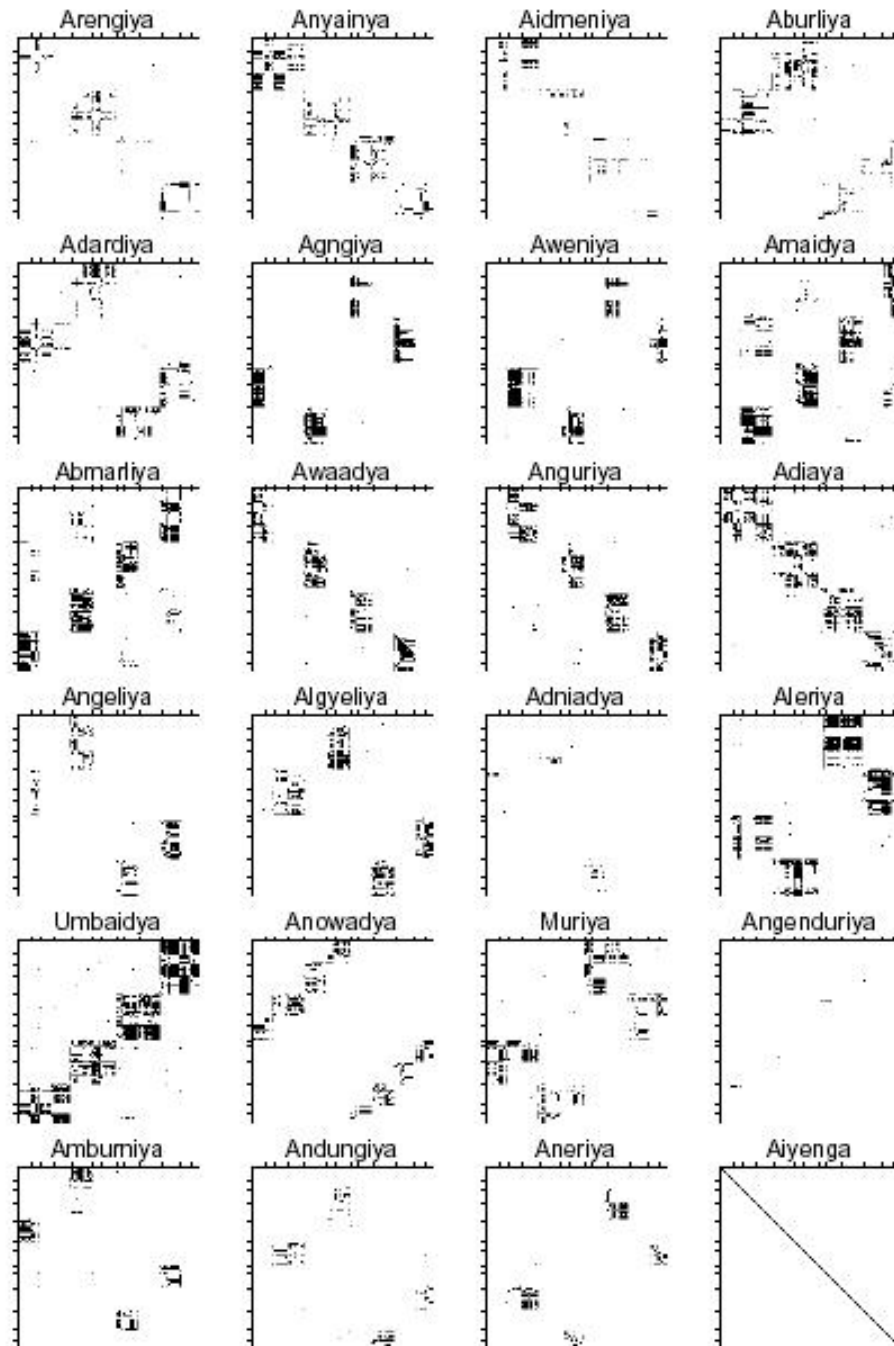 Arengiya Anyainya Aidmeniya Aburliya
Adardiya Agngiya Aweniya Amaidya
Abmarliya Awaadya Anguriya Adiaya
Angeliya Algyeliya Adniadya Aleriya
Umbaidya Anowadya Muriya Angenduriya
Amburniya Andungiya Aneriya Aiyenga